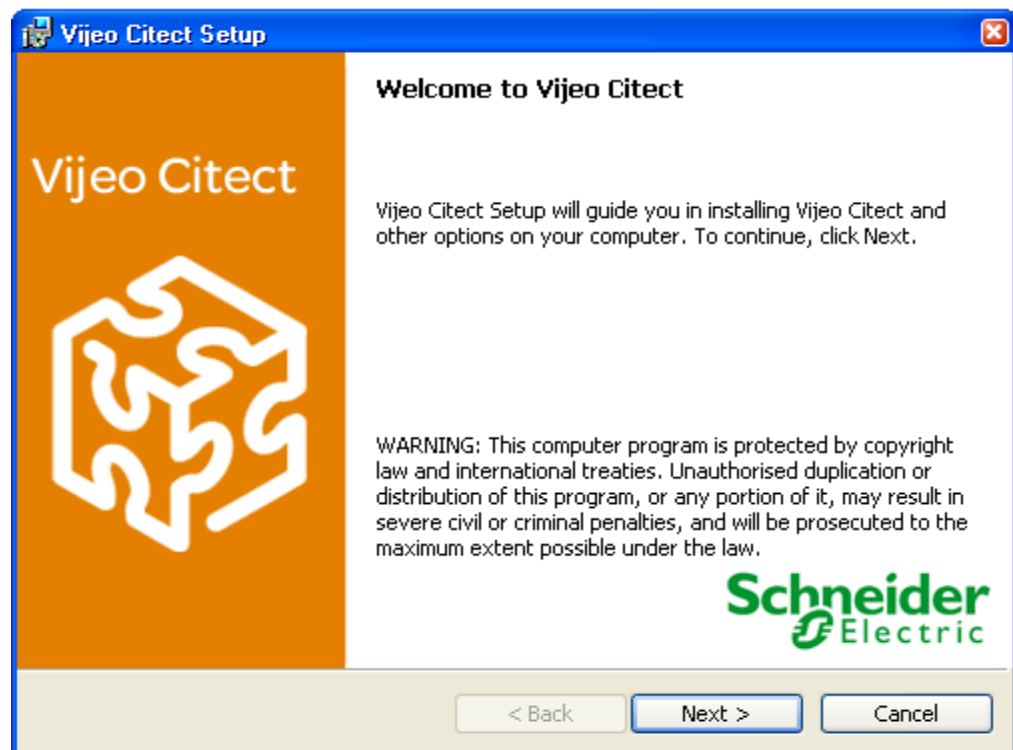 Vijeo Citect Setup
Welcome to Vijeo Citect
Vijeo Citect
Vijeo Citect Setup will guide you in installing Vijeo Citect and
other options on your computer. To continue, click Next.
WARNING: This computer program is protected by copyright
law and international treaties. Unauthorised duplication or
distribution of this program, or any portion of it, may result in
severe civil or criminal penalties, and will be prosecuted to the
maximum extent possible under the law.
Schneider
Electric
< Back Next > Cancel